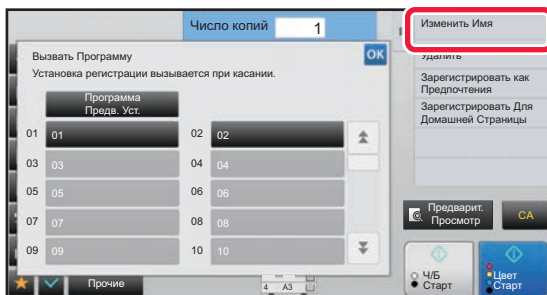 Число копий 1
Изменить Имя
Вызвать Программу
OK
Установка регистрации вызывается при касании.
Удалить
Зарегистрировать как
Предпочтения
Зарегистрировать Для
Домашней Страницы
Программа
Предв. Уст.
01 01 02 02
03 03 04 04
05 05 06 06
07 07 08 08
09 09 10 10
Предварит.
Просмотр
CA
Ч/Б
Старт
Цвет
Старт
Прочие
4 A3